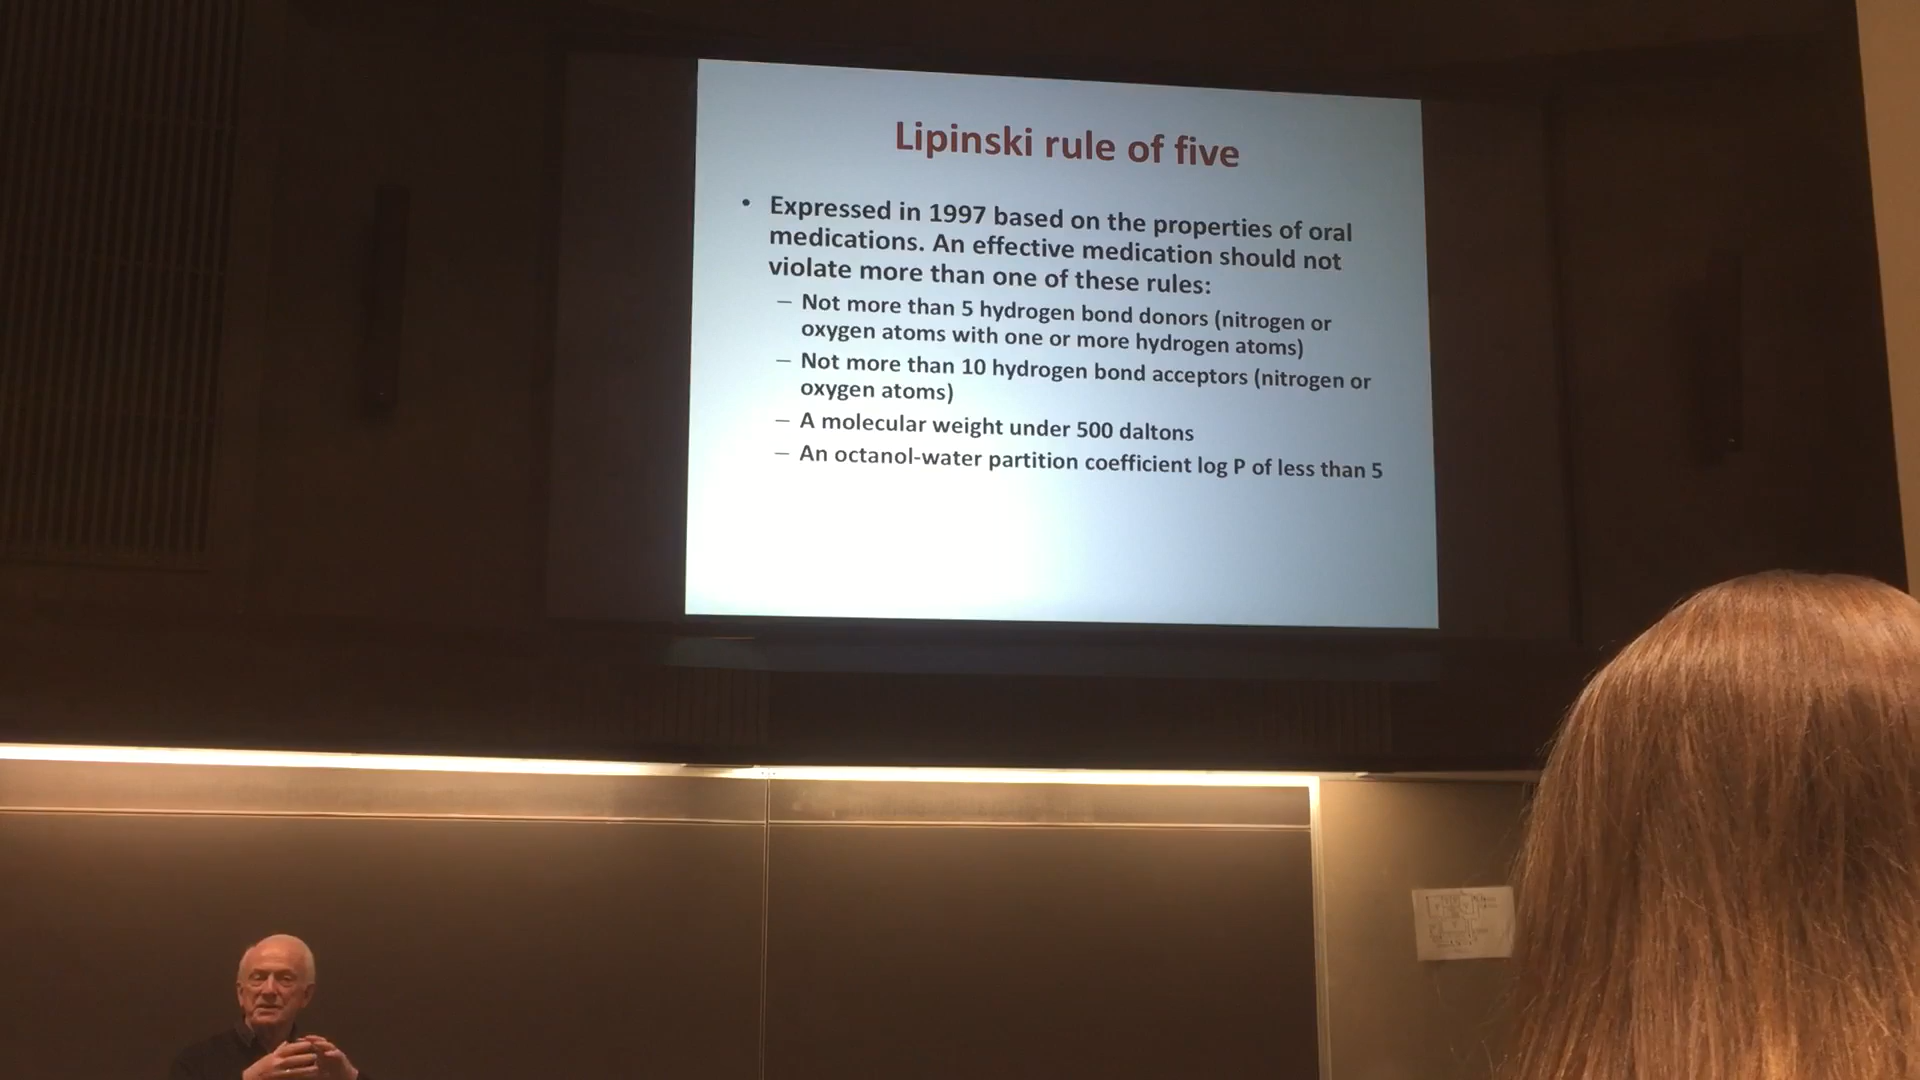 Lipinski rule of five
• Expressed in 1997 based on the properties of oral
medications. An effective medication should not
violate more than one of these rules:
– Not more than 5 hydrogen bond donors (nitrogen or
oxygen atoms with one or more hydrogen atoms)
– Not more than 10 hydrogen bond acceptors (nitrogen or
oxygen atoms)
– A molecular weight under 500 daltons
– An octanol-water partition coefficient log P of less than 5